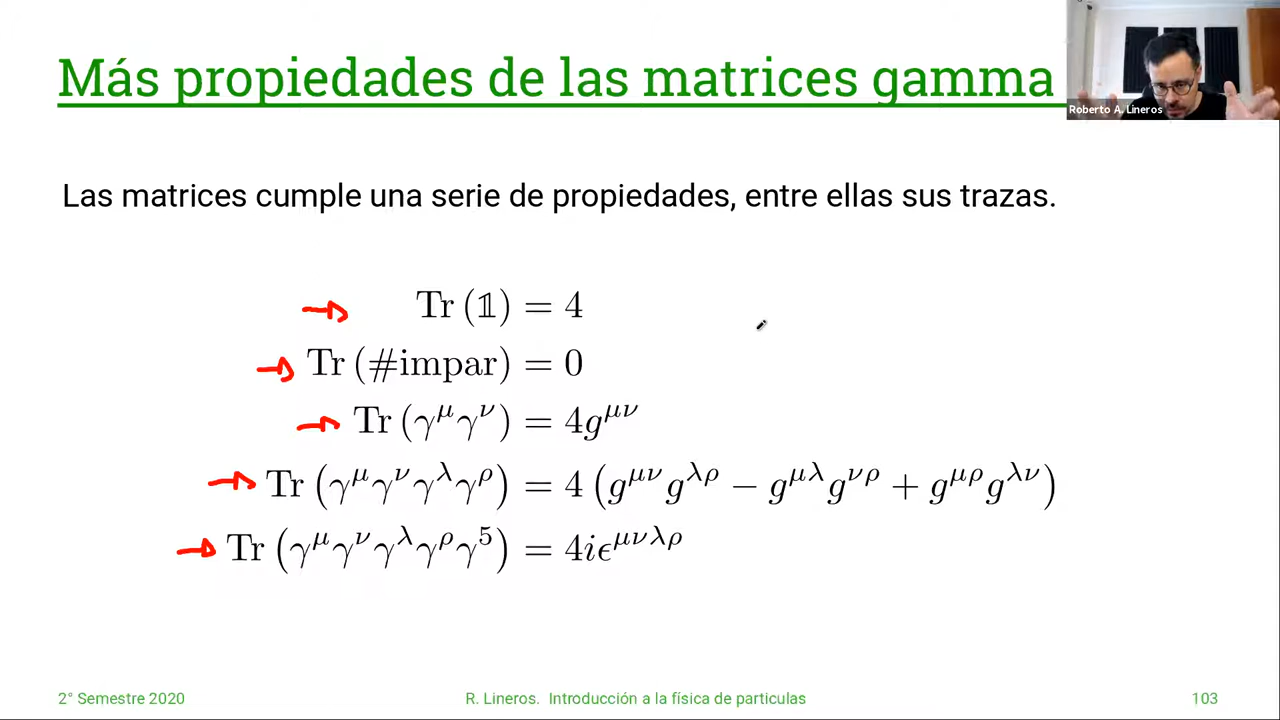 Más propiedades de las matrices gamma
Roberto A. Lineros
Las matrices cumple una serie de propiedades, entre ellas sus trazas.
Tr (𝟙) = 4
Tr (#impar) = 0
Tr (γ^μ γ^ν) = 4g^{μν}
Tr (γ^μ γ^ν γ^λ γ^ρ) = 4 (g^{μν} g^{λρ} − g^{μλ} g^{νρ} + g^{μρ} g^{λν})
Tr (γ^μ γ^ν γ^λ γ^ρ γ^5) = 4iϵ^{μνλρ}
2° Semestre 2020
R. Lineros. Introducción a la física de particulas
103